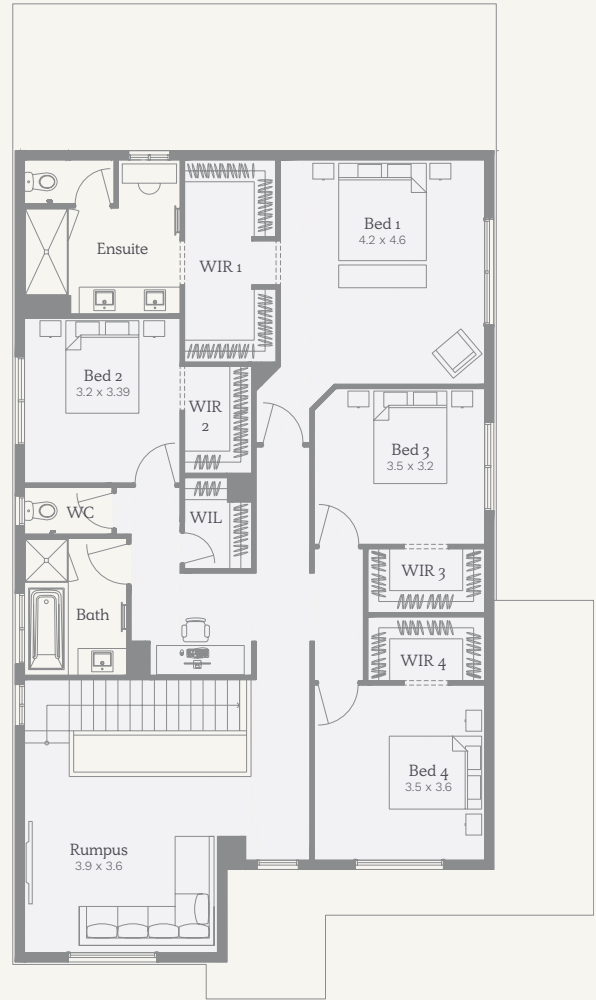 Bed 1
4.2 x 4.6
Ensuite
WIR 1
Bed 2
3.2 x 3.39
WIR
2
Bed 3
3.5 x 3.2
WC
WIL
WIR 3
Bath
WIR 4
Bed 4
3.5 x 3.6
Rumpus
3.9 x 3.6